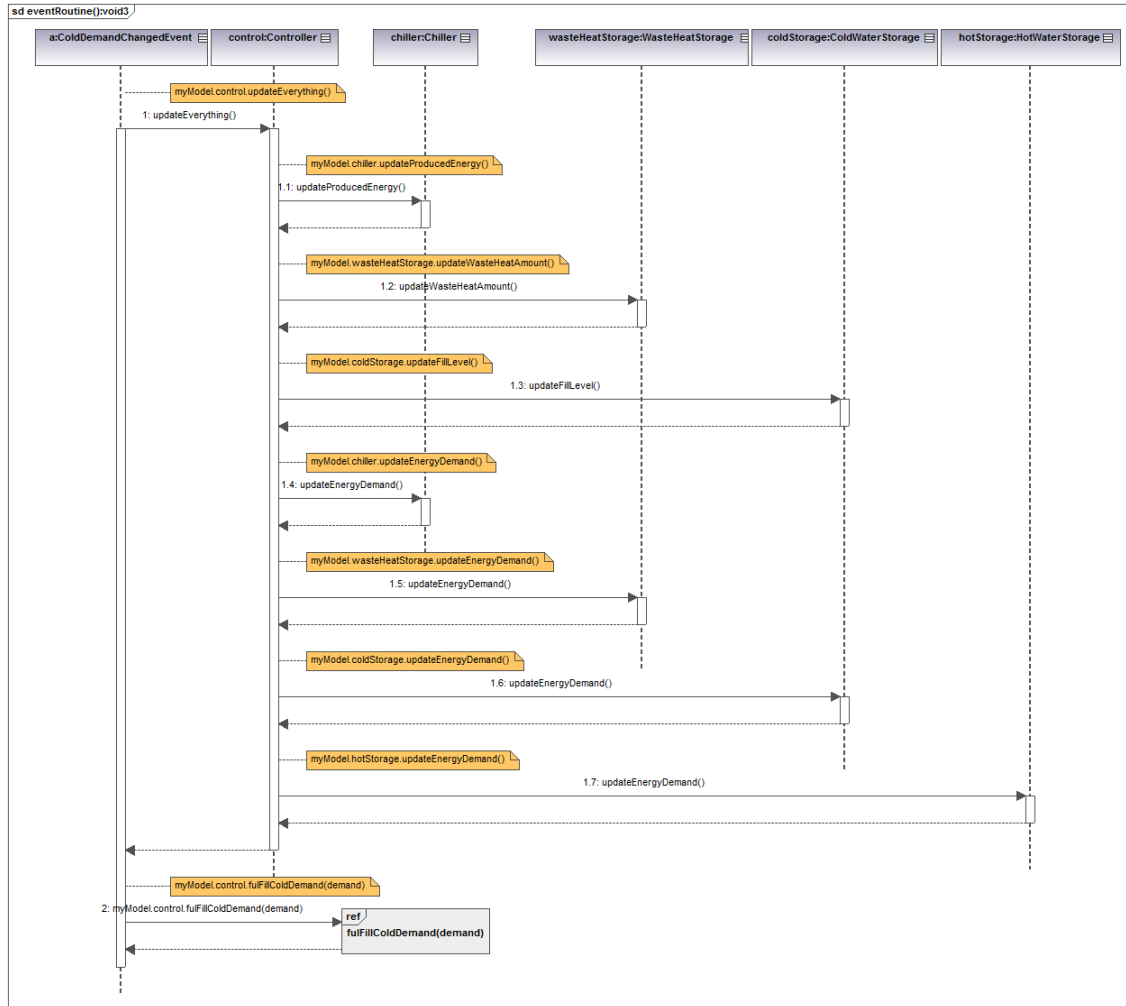 sd eventRoutine():void3
a:ColdDemandChangedEvent
control:Controller
chiller:Chiller
wasteHeatStorage:WasteHeatStorage
coldStorage:ColdWaterStorage
hotStorage:HotWaterStorage
myModel.control.updateEverything()
1: updateEverything()
myModel.chiller.updateProducedEnergy()
1.1: updateProducedEnergy()
myModel.wasteHeatStorage.updateWasteHeatAmount()
1.2: updateWasteHeatAmount()
myModel.coldStorage.updateFillLevel()
1.3: updateFillLevel()
myModel.chiller.updateEnergyDemand()
1.4: updateEnergyDemand()
myModel.wasteHeatStorage.updateEnergyDemand()
1.5: updateEnergyDemand()
myModel.coldStorage.updateEnergyDemand()
1.6: updateEnergyDemand()
myModel.hotStorage.updateEnergyDemand()
1.7: updateEnergyDemand()
myModel.control.fulFillColdDemand(demand)
2: myModel.control.fulFillColdDemand(demand)
ref
fulFillColdDemand(demand)